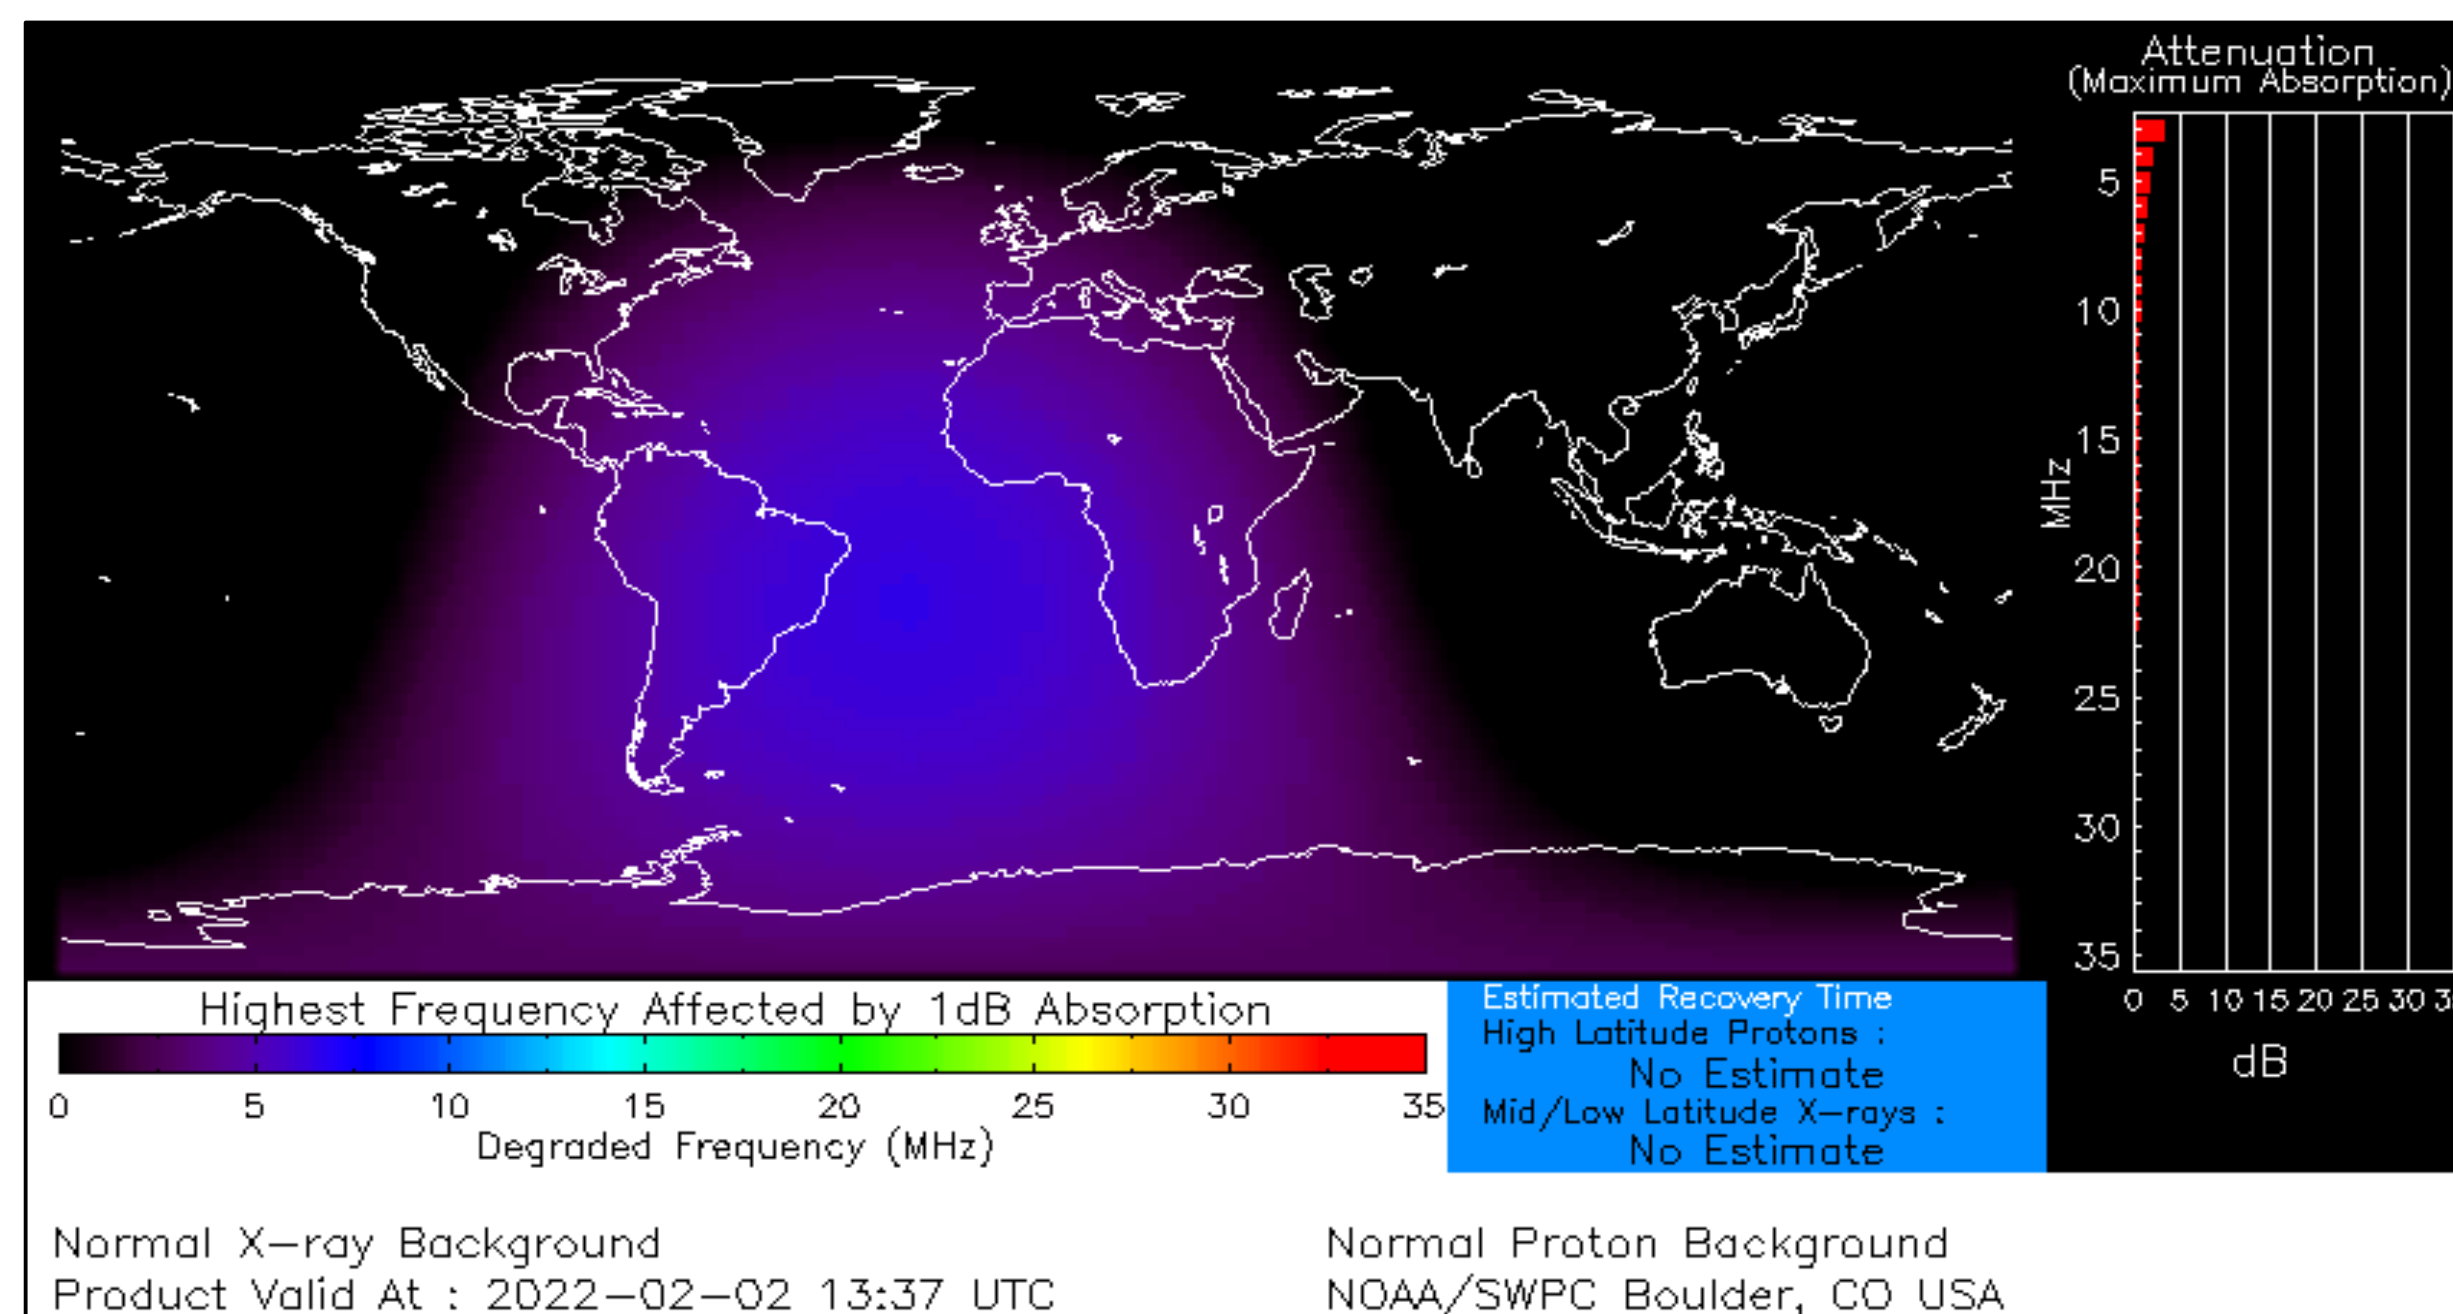 Attenuation
(Maximum Absorption)
5
10
15
20
25
30
35
MHz
0 5 10 15 20 25 30 3
dB
Highest Frequency Affected by 1dB Absorption
0 5 10 15 20 25 30 35
Degraded Frequency (MHz)
Estimated Recovery Time
High Latitude Protons :
No Estimate
Mid/Low Latitude X-rays :
No Estimate
Normal X-ray Background
Normal Proton Background
Product Valid At : 2022-02-02 13:37 UTC
NOAA/SWPC Boulder, CO USA